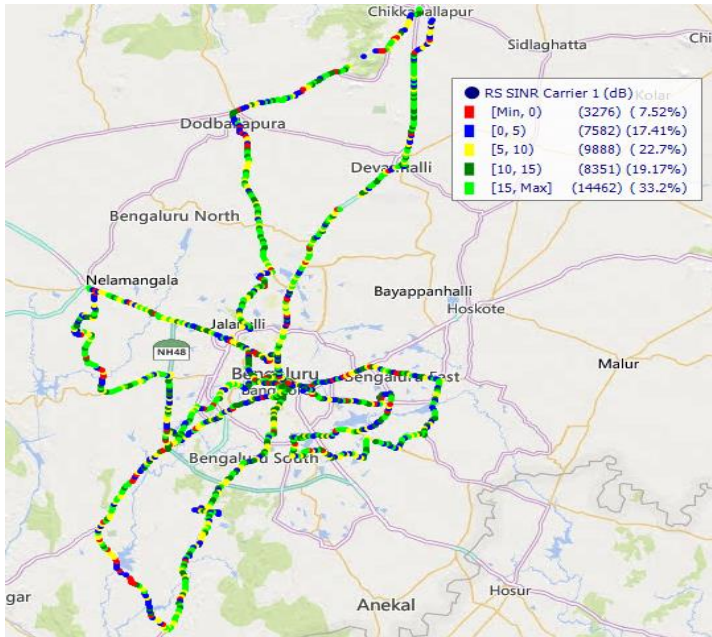 Chikkaballapur
Sidlaghatta
RS SINR Carrier 1 (dB)
Kolar
[Min, 0) (3276) ( 7.52%)
[0, 5) (7582) (17.41%)
Dodballapura
[5, 10) (9888) ( 22.7%)
[10, 15) (8351) (19.17%)
Devanhalli
[15, Max] (14462) ( 33.2%)
Bengaluru North
Nelamangala
Bayappanhalli
Hoskote
Jalahalli
NH48
Malur
Bengaluru
Bengaluru East
Bengaluru South
gar
Anekal
Hosur